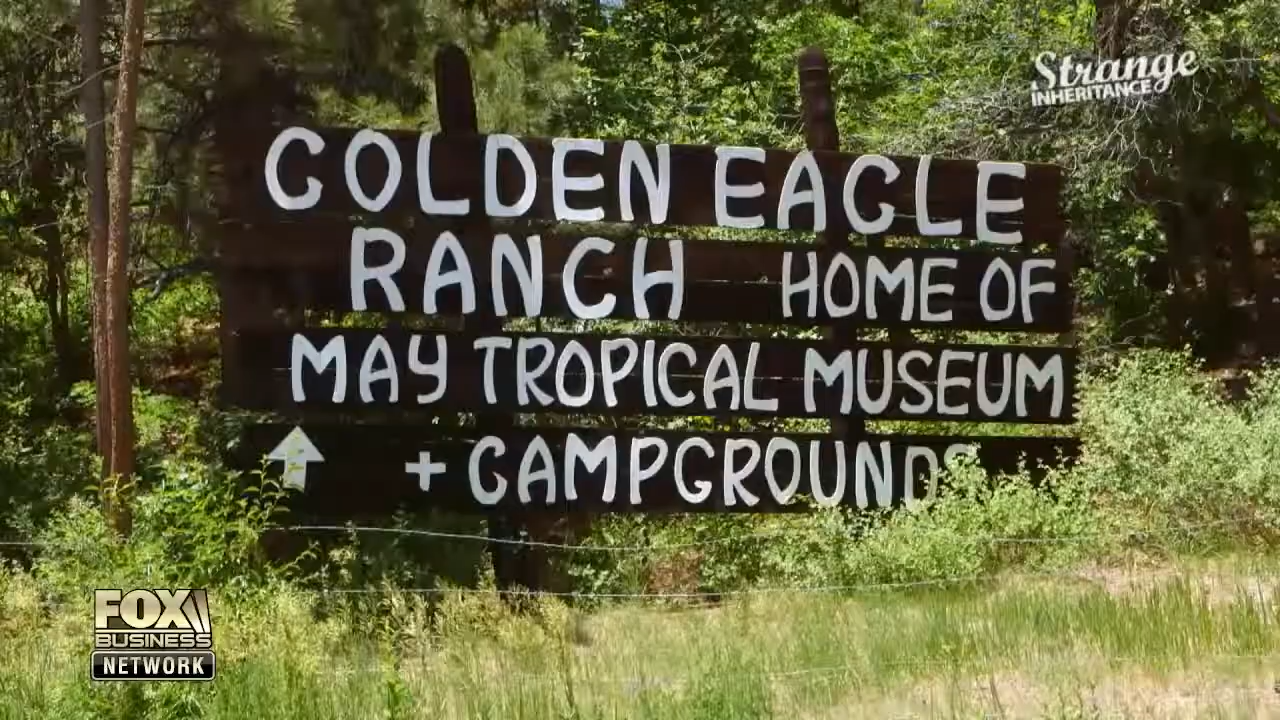 Strange
INHERITANCE
GOLDEN EAGLE
RANCH HOME OF
MAY TROPICAL MUSEUM
+ CAMPGROUNDS
FOX
BUSINESS
NETWORK